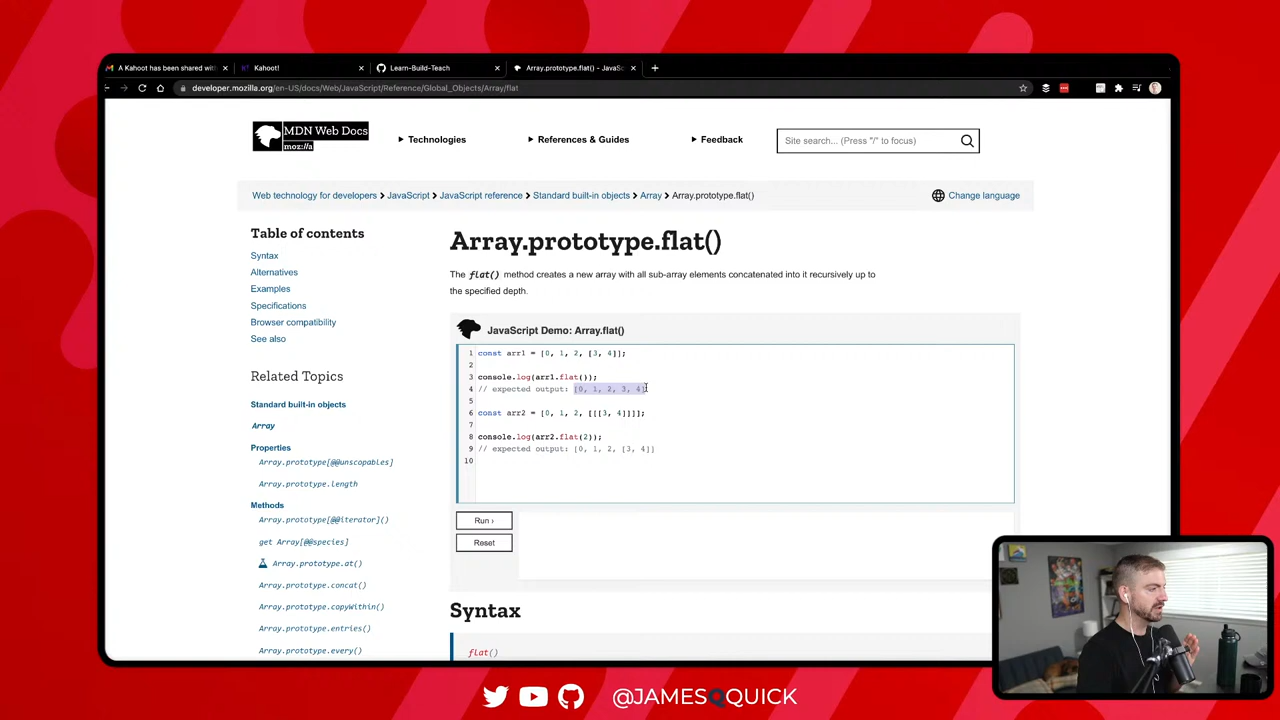 A Kahoot has been shared with
Kahoot!
Learn-Build-Teach
Array.prototype.flat() - JavaSc
developer.mozilla.org/en-US/docs/Web/JavaScript/Reference/Global_Objects/Array/flat
MDN Web Docs
moz://a
Technologies
References & Guides
Feedback
Site search... (Press "/" to focus)
Web technology for developers
JavaScript
JavaScript reference
Standard built-in objects
Array
Array.prototype.flat()
Change language
Table of contents
Syntax
Alternatives
Examples
Specifications
Browser compatibility
See also
Related Topics
Standard built-in objects
Array
Properties
Array.prototype[@@unscopables]
Array.prototype.length
Methods
Array.prototype[@@iterator]()
get Array[@@species]
Array.prototype.at()
Array.prototype.concat()
Array.prototype.copyWithin()
Array.prototype.entries()
Array.prototype.every()
Array.prototype.flat()
The flat() method creates a new array with all sub-array elements concatenated into it recursively up to
the specified depth.
JavaScript Demo: Array.flat()
1 const arr1 = [0, 1, 2, [3, 4]];
2
3 console.log(arr1.flat());
4 // expected output: [0, 1, 2, 3, 4]
5
6 const arr2 = [0, 1, 2, [[[3, 4]]]];
7
8 console.log(arr2.flat(2));
9 // expected output: [0, 1, 2, [3, 4]]
10
Run ›
Reset
Syntax
flat()
@JAMESQQUICK